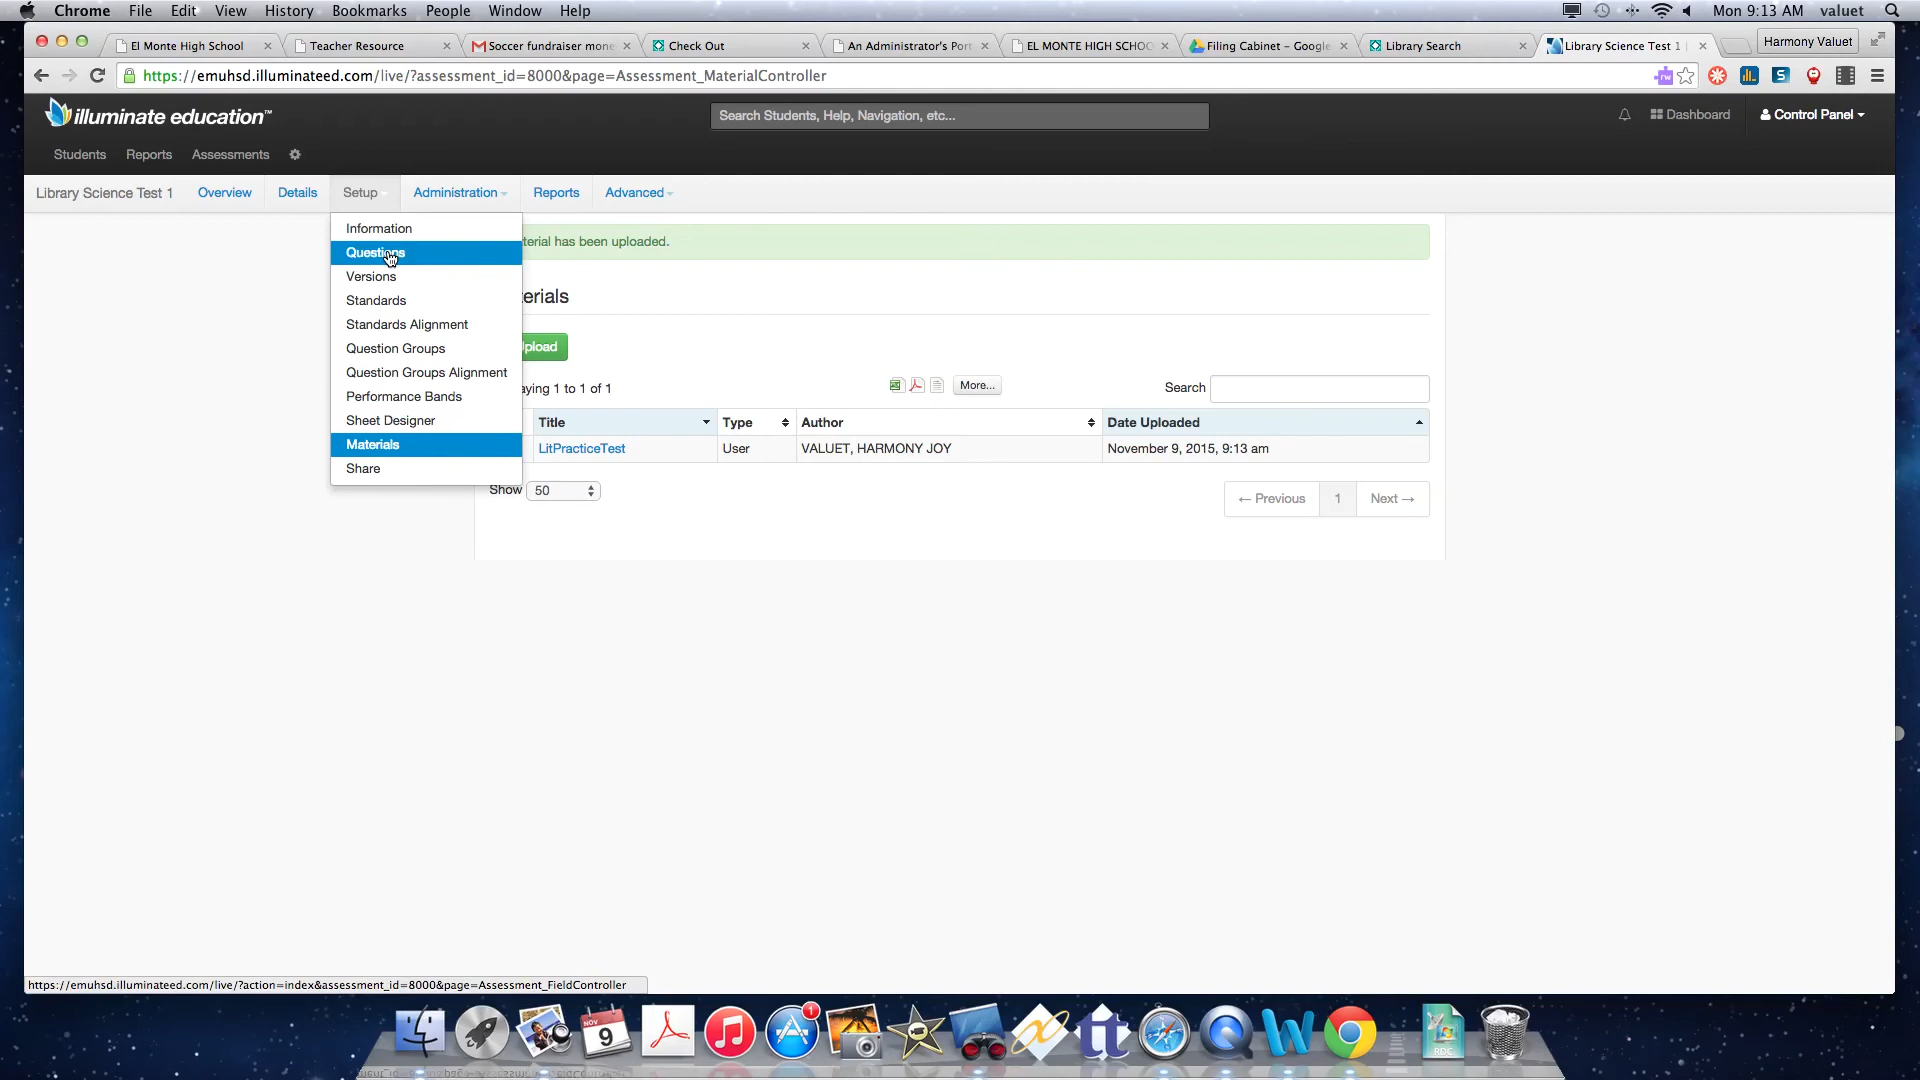 Chrome File Edit View History Bookmarks People Window Help
Mon 9:13 AM valuet
El Monte High School
Teacher Resource
Soccer fundraiser mone
Check Out
An Administrator's Port
EL MONTE HIGH SCHOO
Filing Cabinet – Google
Library Search
Library Science Test 1
Harmony Valuet
https://emuhsd.illuminateed.com/live/?assessment_id=8000&page=Assessment_MaterialController
illuminate education™
Search Students, Help, Navigation, etc...
Dashboard
Control Panel
Students Reports Assessments
Library Science Test 1 Overview Details Setup Administration Reports Advanced
Information
Questions
Versions
Standards
Standards Alignment
Question Groups
Question Groups Alignment
Performance Bands
Sheet Designer
Materials
Share
terial has been uploaded.
erials
pload
aying 1 to 1 of 1
More...
Search
Title Type Author Date Uploaded
LitPracticeTest User VALUET, HARMONY JOY November 9, 2015, 9:13 am
Show 50
← Previous 1 Next →
https://emuhsd.illuminateed.com/live/?action=index&assessment_id=8000&page=Assessment_FieldController
NOV
9
1
RDC